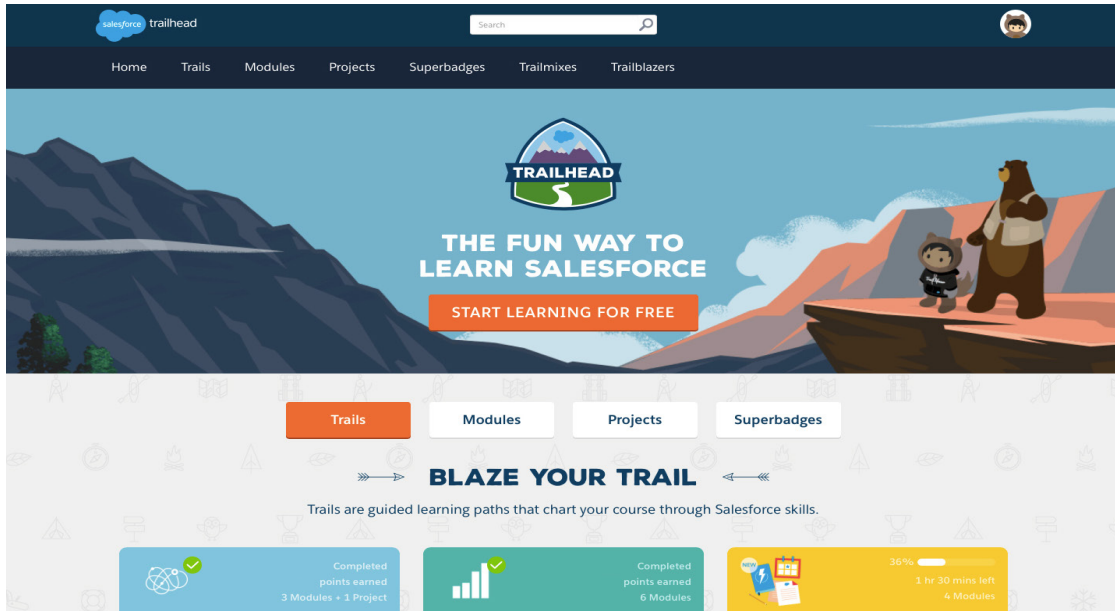 salesforce trailhead
Search
Home Trails Modules Projects Superbadges Trailmixes Trailblazers
TRAILHEAD
THE FUN WAY TO
LEARN SALESFORCE
START LEARNING FOR FREE
Trails Modules Projects Superbadges
BLAZE YOUR TRAIL
Trails are guided learning paths that chart your course through Salesforce skills.
Completed
points earned
3 Modules + 1 Project
Completed
points earned
6 Modules
NEW
36%
1 hr 30 mins left
4 Modules